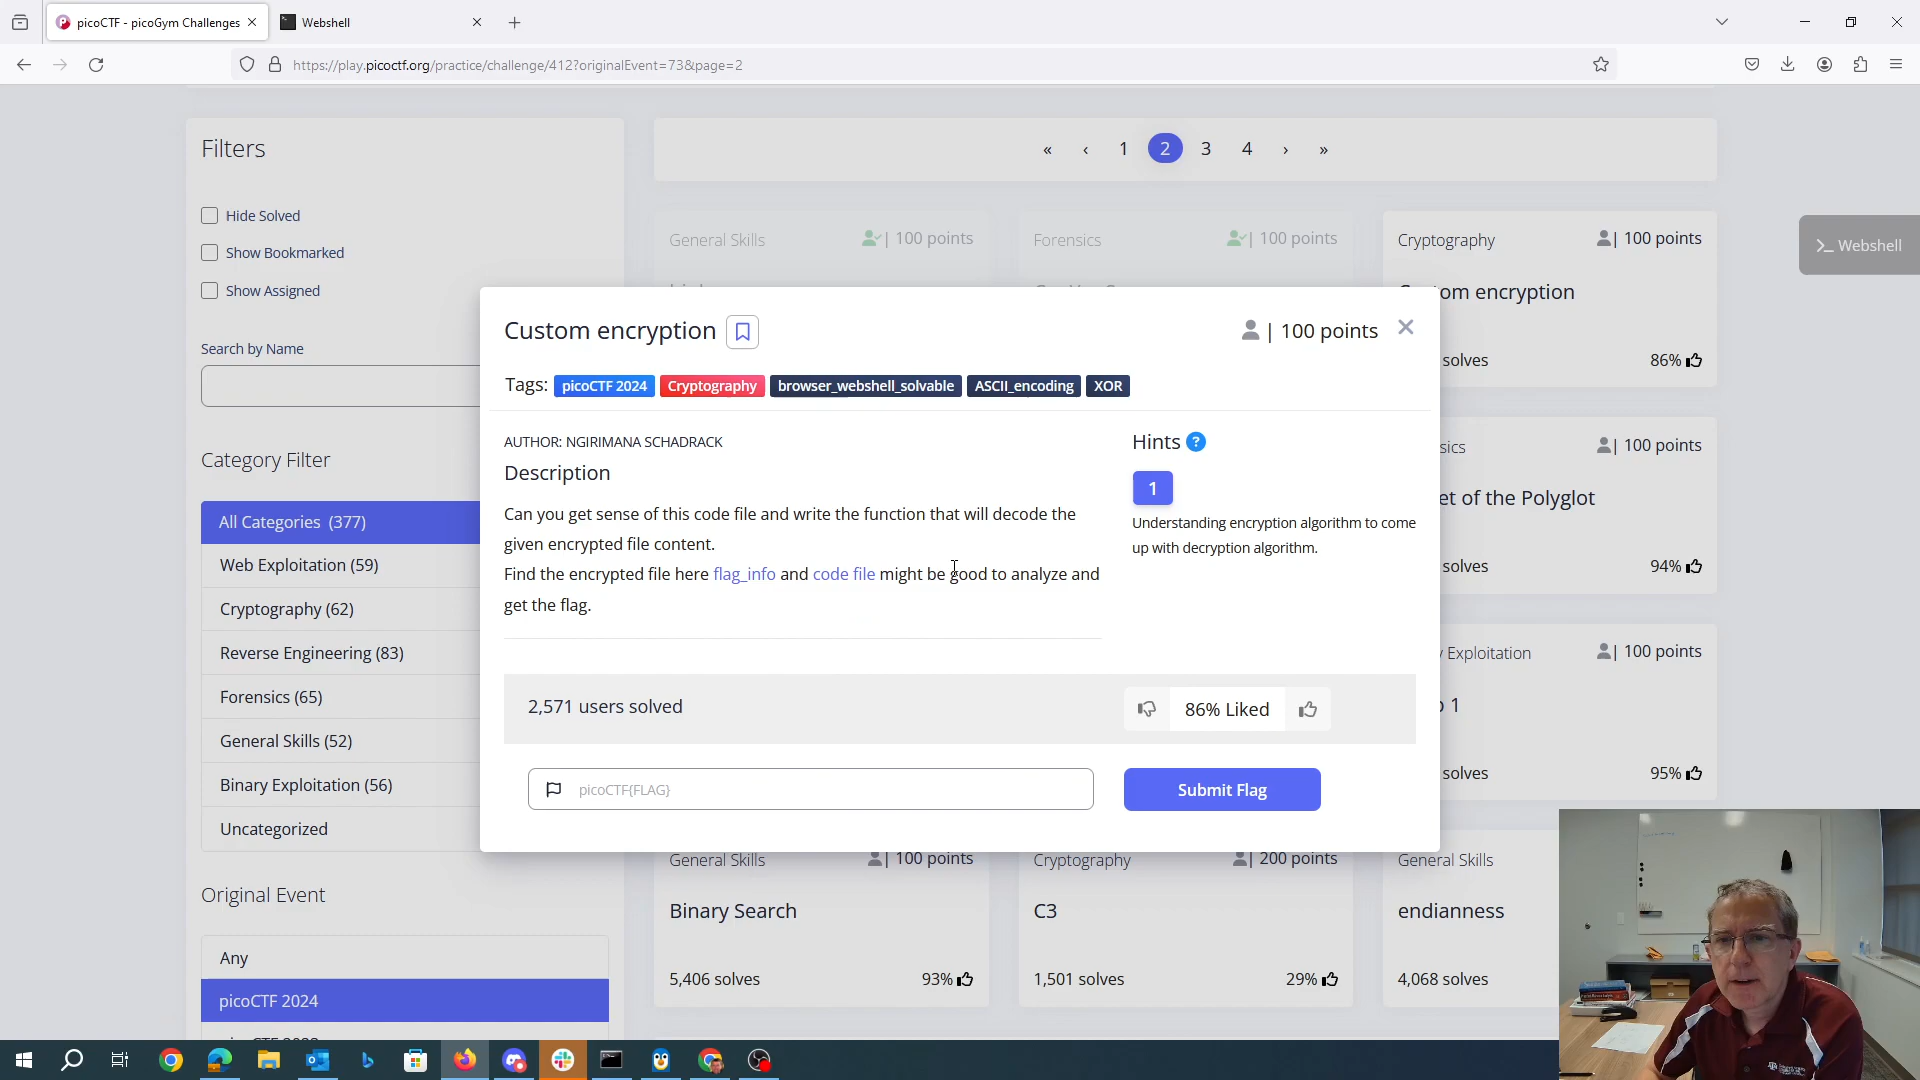 picoCTF - picoGym Challenges
Webshell
https://play.picoctf.org/practice/challenge/412?originalEvent=73&page=2
Filters
« ‹ 1 2 3 4 › »
Hide Solved
Show Bookmarked
Show Assigned
Search by Name
Category Filter
All Categories (377)
Web Exploitation (59)
Cryptography (62)
Reverse Engineering (83)
Forensics (65)
General Skills (52)
Binary Exploitation (56)
Uncategorized
Original Event
Any
picoCTF 2024
General Skills | 100 points
Forensics | 100 points
Cryptography | 100 points
om encryption
solves 86%
>_ Webshell
Custom encryption
| 100 points
Tags: picoCTF 2024 Cryptography browser_webshell_solvable ASCII_encoding XOR
AUTHOR: NGIRIMANA SCHADRACK
Description
Can you get sense of this code file and write the function that will decode the
given encrypted file content.
Find the encrypted file here flag_info and code file might be good to analyze and
get the flag.
Hints ?
1
Understanding encryption algorithm to come
up with decryption algorithm.
2,571 users solved
86% Liked
picoCTF{FLAG}
Submit Flag
sics | 100 points
et of the Polyglot
solves 94%
Exploitation | 100 points
1
solves 95%
General Skills | 100 points
Binary Search
5,406 solves 93%
Cryptography | 200 points
C3
1,501 solves 29%
General Skills
endianness
4,068 solves